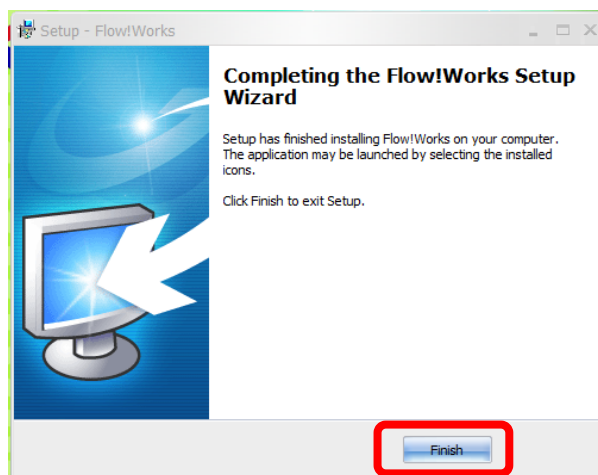 Setup - Flow!Works
Completing the Flow!Works Setup
Wizard
Setup has finished installing Flow!Works on your computer.
The application may be launched by selecting the installed
icons.
Click Finish to exit Setup.
Finish